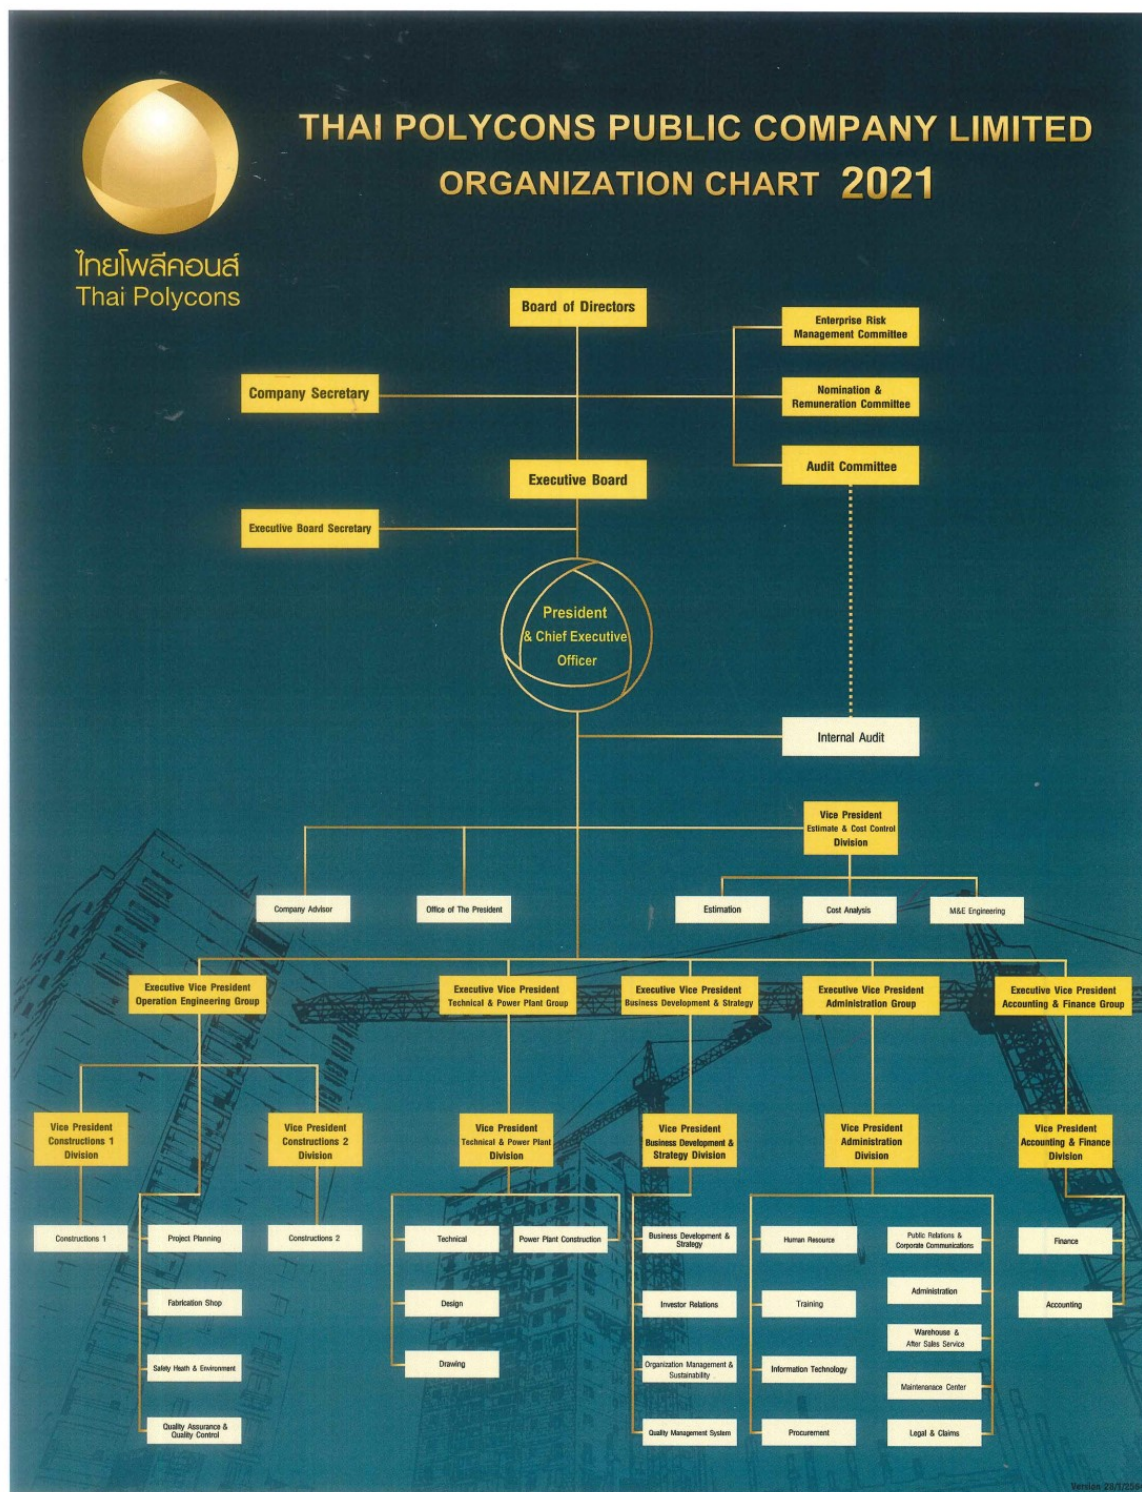 THAI POLYCONS PUBLIC COMPANY LIMITED
ORGANIZATION CHART 2021
ไทยโพลีคอนส์
Thai Polycons
Board of Directors
Enterprise Risk
Management Committee
Company Secretary
Nomination &
Remuneration Committee
Audit Committee
Executive Board
Executive Board Secretary
President
& Chief Executive
Officer
Internal Audit
Vice President
Estimate & Cost Control
Division
Company Advisor
Office of The President
Estimation
Cost Analysis
M&E Engineering
Executive Vice President
Operation Engineering Group
Executive Vice President
Technical & Power Plant Group
Executive Vice President
Business Development & Strategy
Executive Vice President
Administration Group
Executive Vice President
Accounting & Finance Group
Vice President
Constructions 1
Division
Vice President
Constructions 2
Division
Vice President
Technical & Power Plant
Division
Vice President
Business Development &
Strategy Division
Vice President
Administration
Division
Vice President
Accounting & Finance
Division
Constructions 1
Project Planning
Constructions 2
Technical
Power Plant Construction
Business Development &
Strategy
Human Resource
Public Relations &
Corporate Communications
Finance
Fabrication Shop
Design
Investor Relations
Training
Administration
Accounting
Safety Heath & Environment
Drawing
Organization Management &
Sustainability
Information Technology
Warehouse &
After Sales Service
Maintenanace Center
Quality Assurance &
Quality Control
Quality Management System
Procurement
Legal & Claims
Version